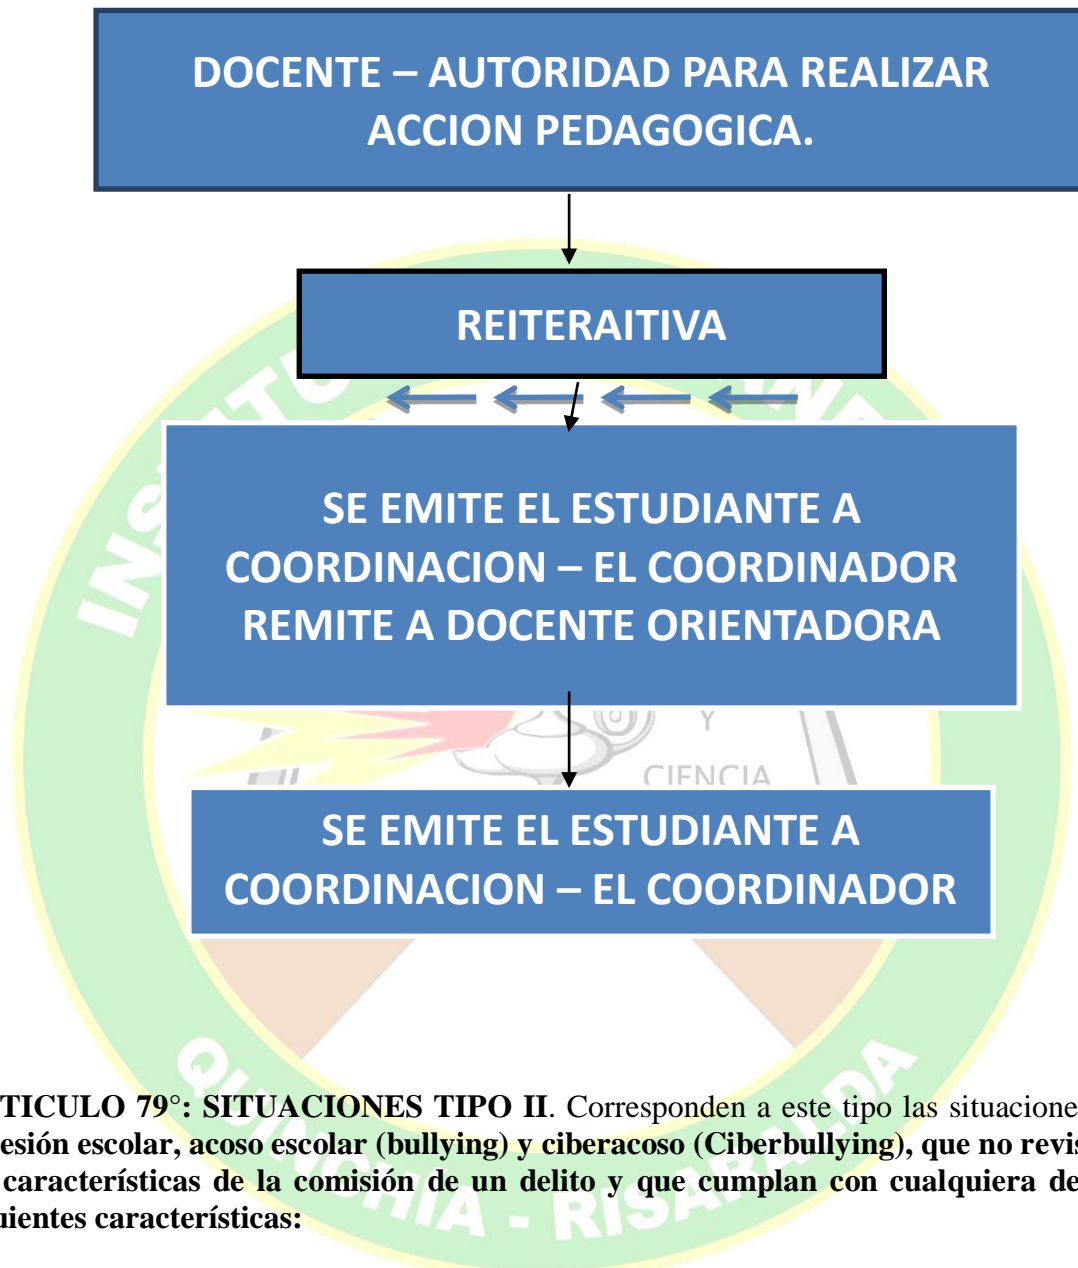 DOCENTE – AUTORIDAD PARA REALIZAR
ACCION PEDAGOGICA.
REITERAITIVA
SE EMITE EL ESTUDIANTE A
COORDINACION – EL COORDINADOR
REMITE A DOCENTE ORIENTADORA
Y
CIENCIA
SE EMITE EL ESTUDIANTE A
COORDINACION – EL COORDINADOR
TICULO 79°: SITUACIONES TIPO II. Corresponden a este tipo las situacione
esión escolar, acoso escolar (bullying) y ciberacoso (Ciberbullying), que no revis
características de la comisión de un delito y que cumplan con cualquiera de
uientes características:
QUINCHÍA - RISARALDA